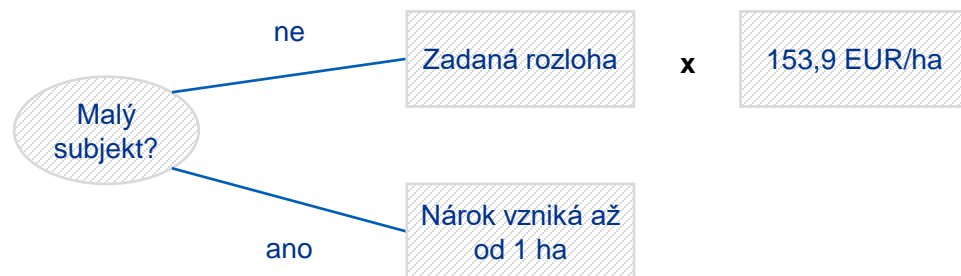 ne
Zadaná rozloha
x
153,9 EUR/ha
Malý
subjekt?
Nárok vzniká až
od 1 ha
ano